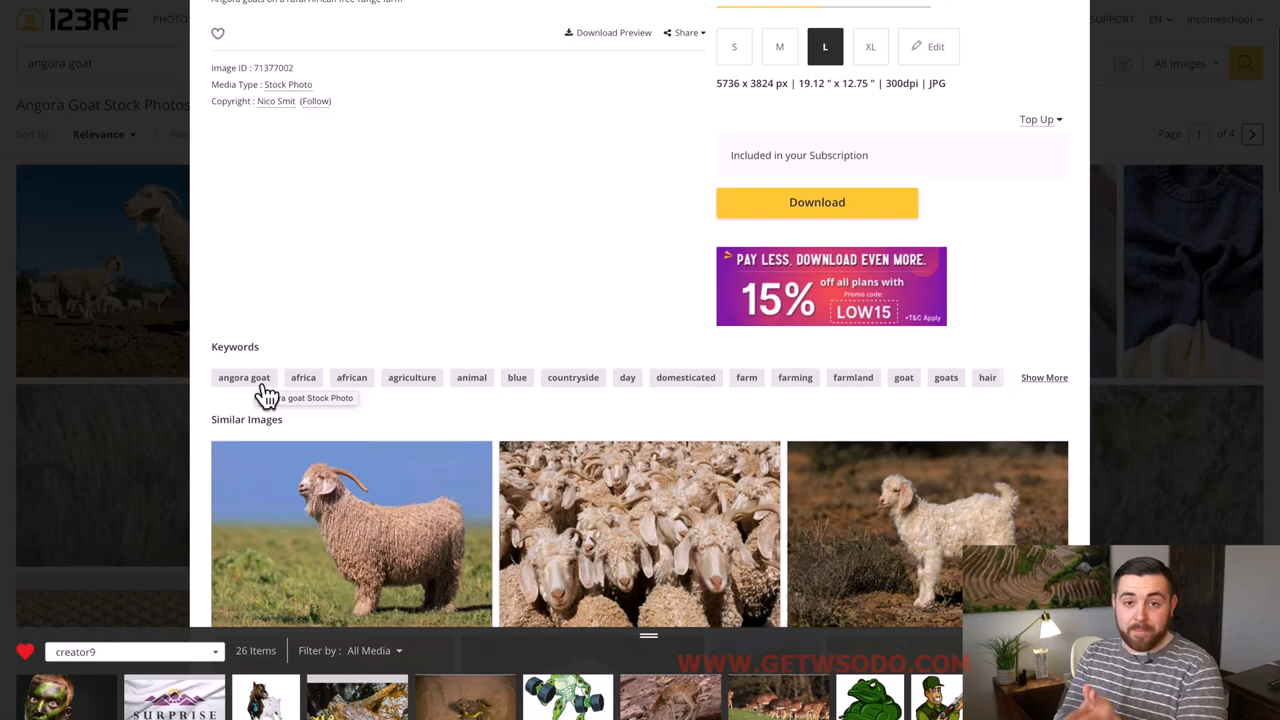 123RF
PHOTOS
SUPPORT
EN
incomeschool
angora goat
All Images
Angora Goat Stock Photos
Sort by : Relevance
Page 1 of 4
Angora goats on a rural African free range farm
Download Preview
Share
Image ID : 71377002
Media Type : Stock Photo
Copyright : Nico Smit (Follow)
S M L XL Edit
5736 x 3824 px | 19.12 " x 12.75 " | 300dpi | JPG
Top Up
Included in your Subscription
Download
PAY LESS, DOWNLOAD EVEN MORE.
15% off all plans with
Promo code:
LOW15
+T&C Apply
Keywords
angora goat africa african agriculture animal blue countryside day domesticated farm farming farmland goat goats hair Show More
goat Stock Photo
Similar Images
creator9
26 Items
Filter by : All Media
WWW.GETWSODO.COM
SURPRISE